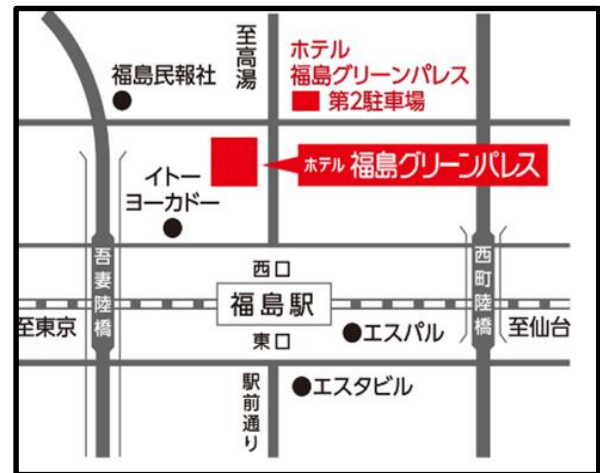 至高湯
ホテル
福島グリーンパレス
第2駐車場
福島民報社
ホテル 福島グリーンパレス
イトー
ヨーカドー
吾妻陸橋
西口
西町陸橋
福島駅
至東京
東口
エスパル
至仙台
駅前通り
エスタビル